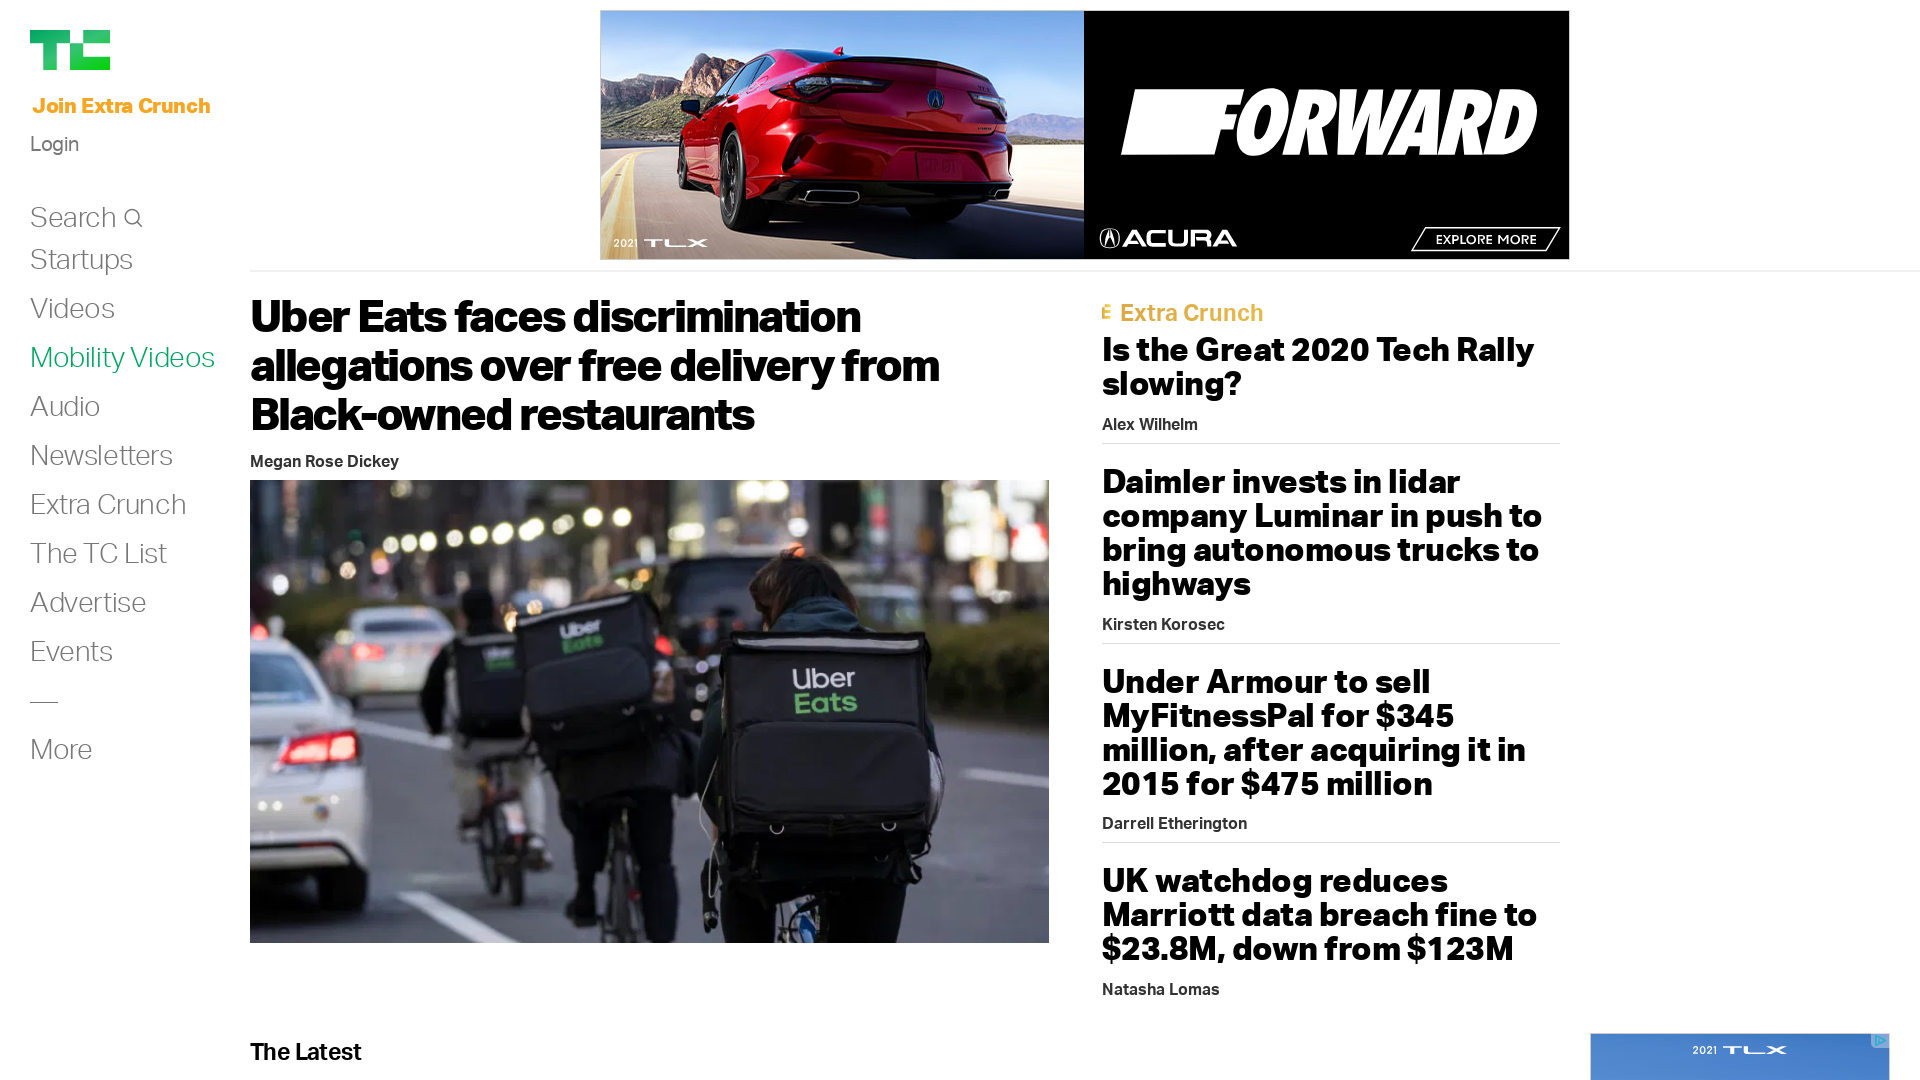 TC
Join Extra Crunch
Login
Search
Startups
Videos
Mobility Videos
Audio
Newsletters
Extra Crunch
The TC List
Advertise
Events
—
More
2021 TLX
FORWARD
ACURA
EXPLORE MORE
Uber Eats faces discrimination
allegations over free delivery from
Black-owned restaurants
Megan Rose Dickey
Uber
Eats
Uber
Eats
Extra Crunch
Is the Great 2020 Tech Rally
slowing?
Alex Wilhelm
Daimler invests in lidar
company Luminar in push to
bring autonomous trucks to
highways
Kirsten Korosec
Under Armour to sell
MyFitnessPal for $345
million, after acquiring it in
2015 for $475 million
Darrell Etherington
UK watchdog reduces
Marriott data breach fine to
$23.8M, down from $123M
Natasha Lomas
The Latest
2021 TLX